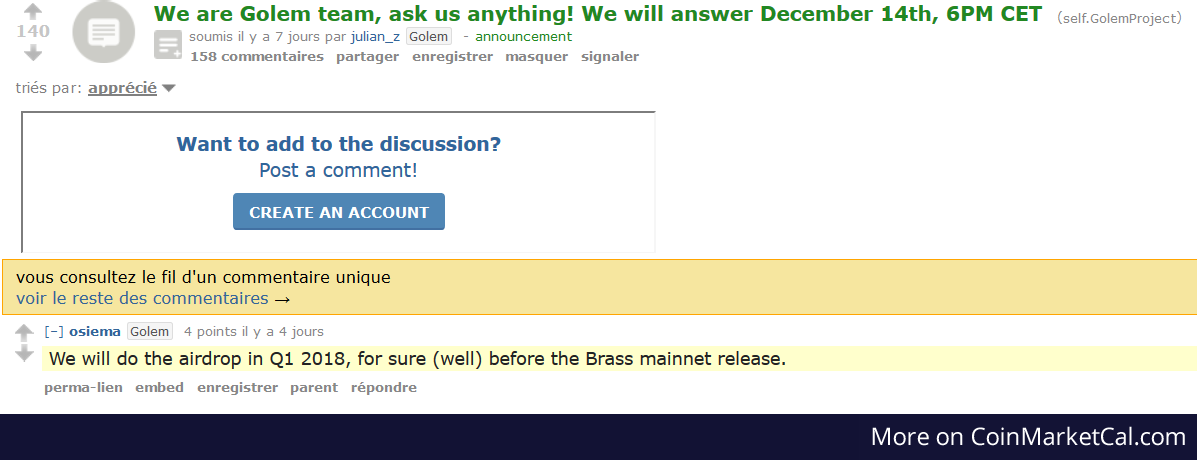 We are Golem team, ask us anything! We will answer December 14th, 6PM CET (self.GolemProject)
140
soumis il y a 7 jours par julian_z Golem - announcement
158 commentaires partager enregistrer masquer signaler
triés par: apprécié
Want to add to the discussion?
Post a comment!
CREATE AN ACCOUNT
vous consultez le fil d'un commentaire unique
voir le reste des commentaires →
[–] osiema Golem 4 points il y a 4 jours
We will do the airdrop in Q1 2018, for sure (well) before the Brass mainnet release.
perma-lien embed enregistrer parent répondre
More on CoinMarketCal.com